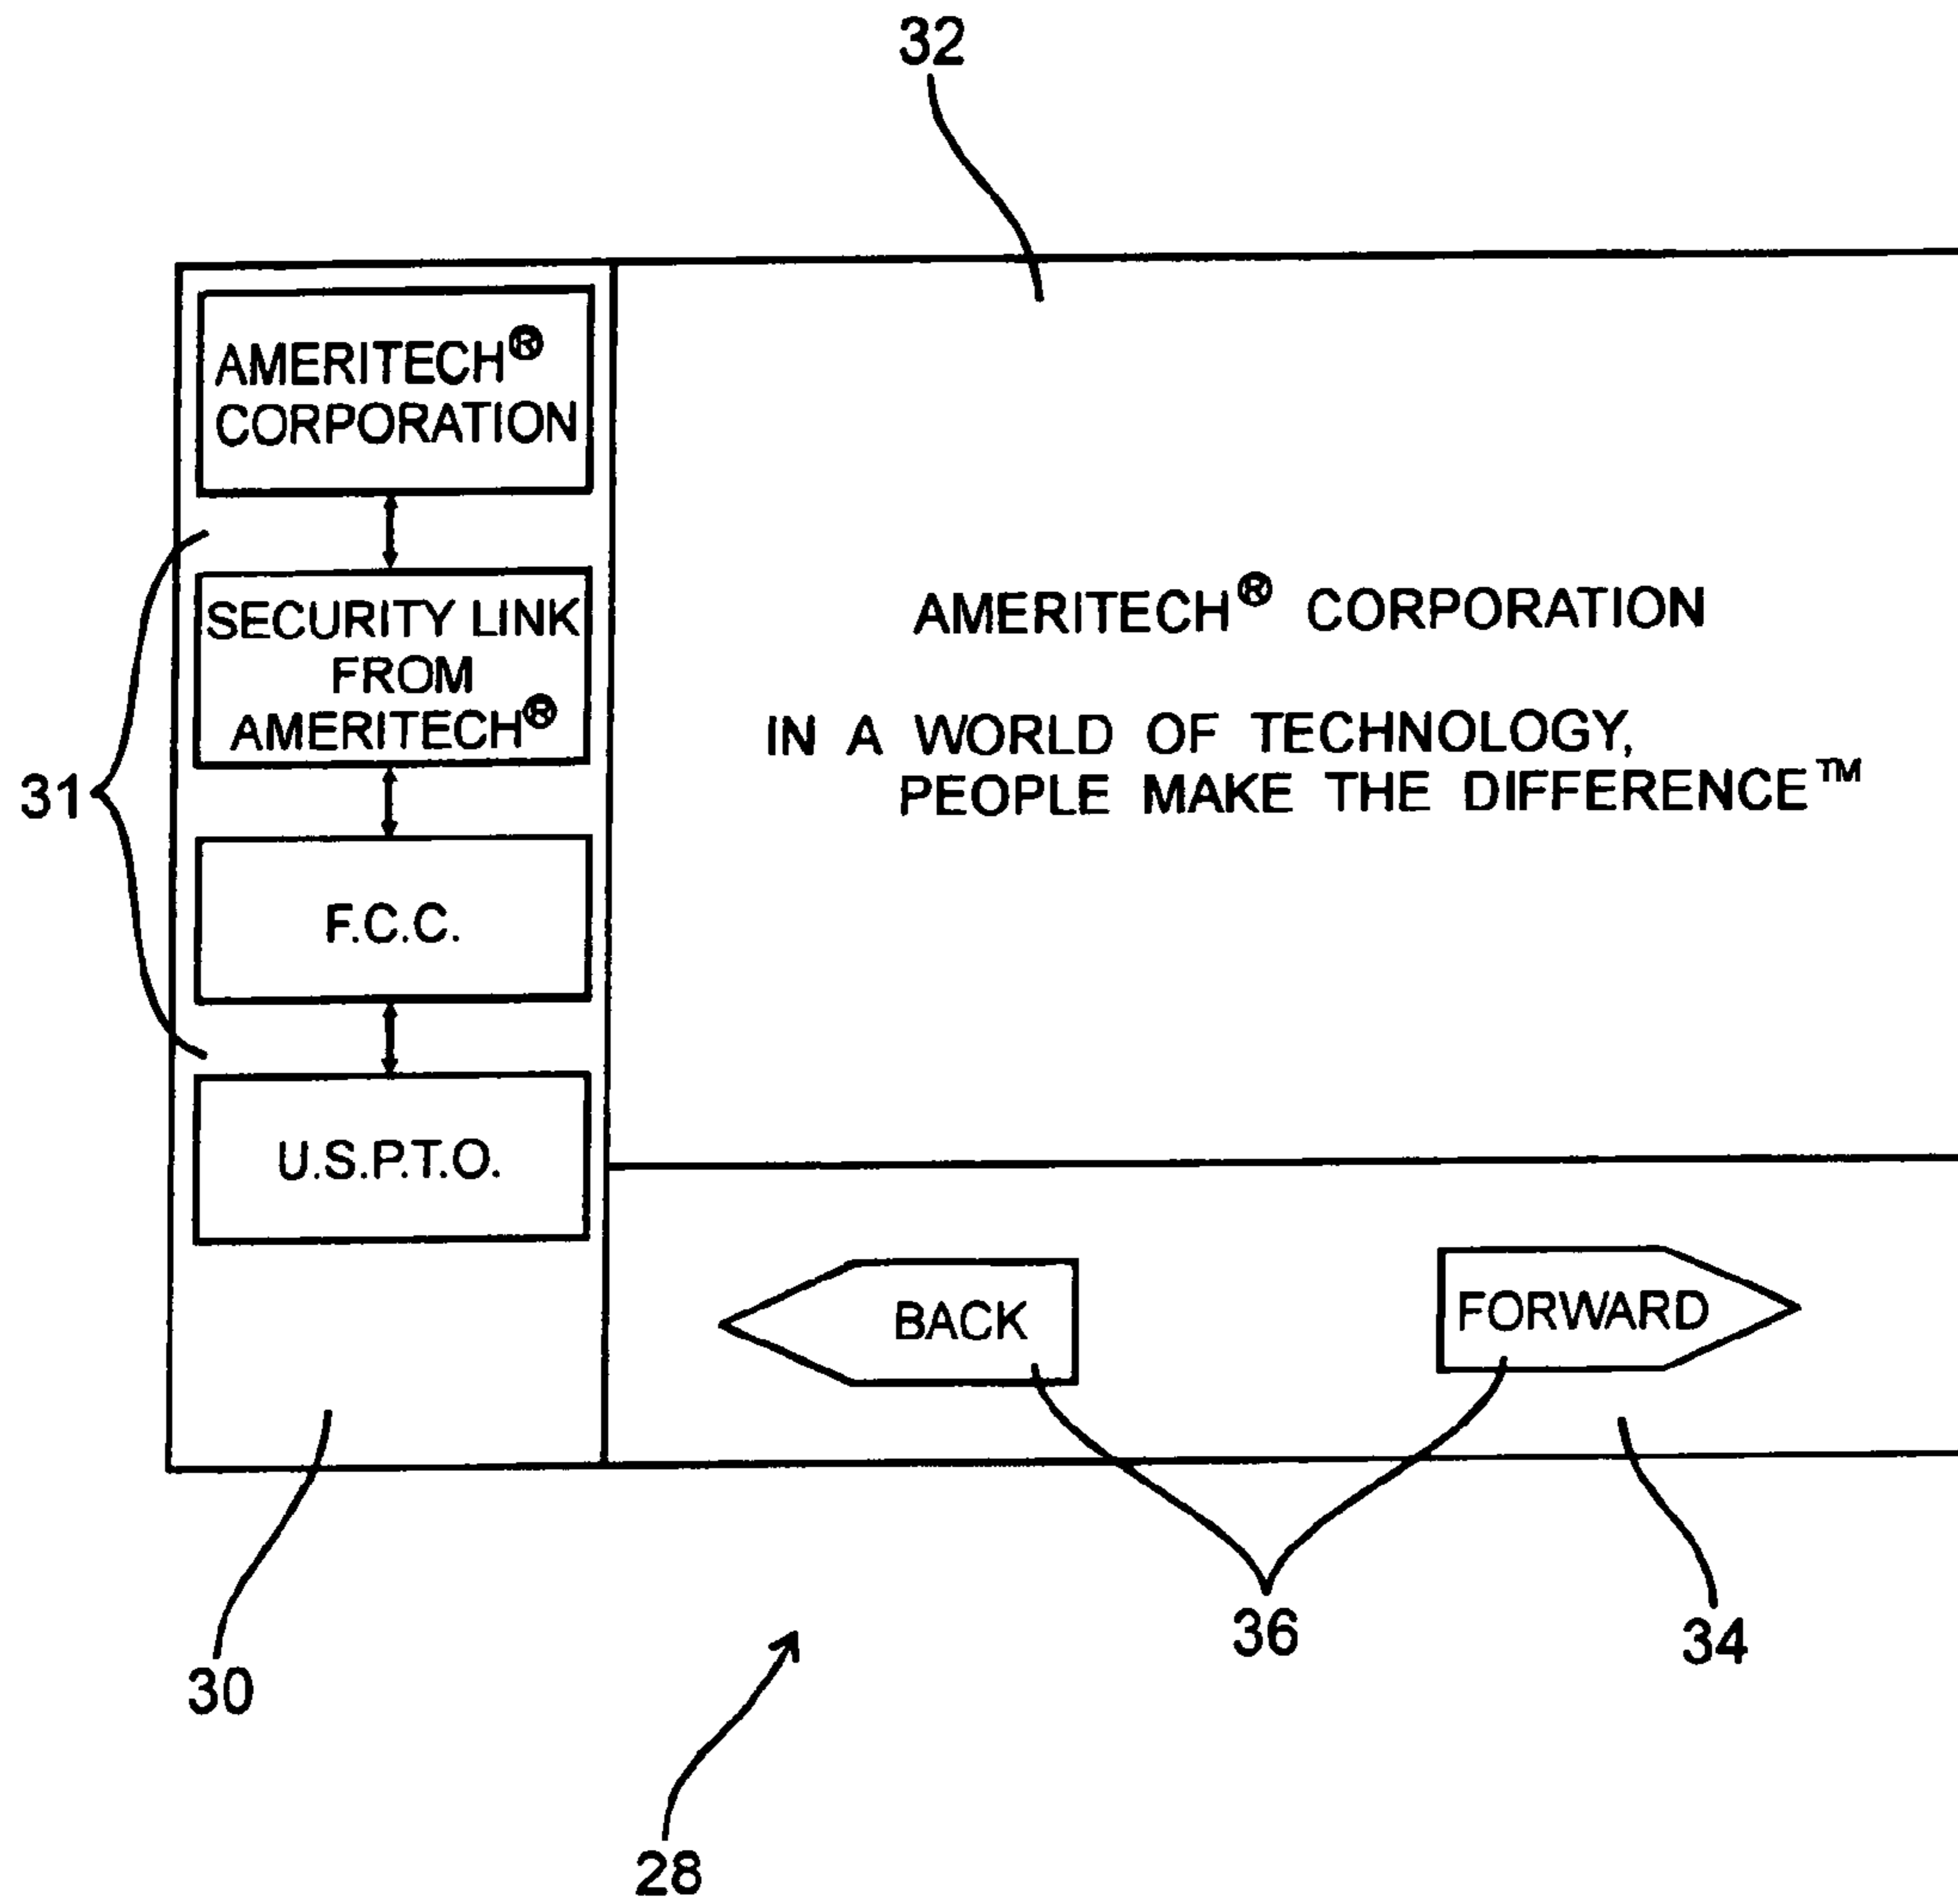 32
AMERITECH®
CORPORATION
SECURITY LINK
FROM
AMERITECH®
F.C.C.
U.S.P.T.O.
31
AMERITECH® CORPORATION
IN A WORLD OF TECHNOLOGY,
PEOPLE MAKE THE DIFFERENCE™
BACK
FORWARD
30
36
34
28